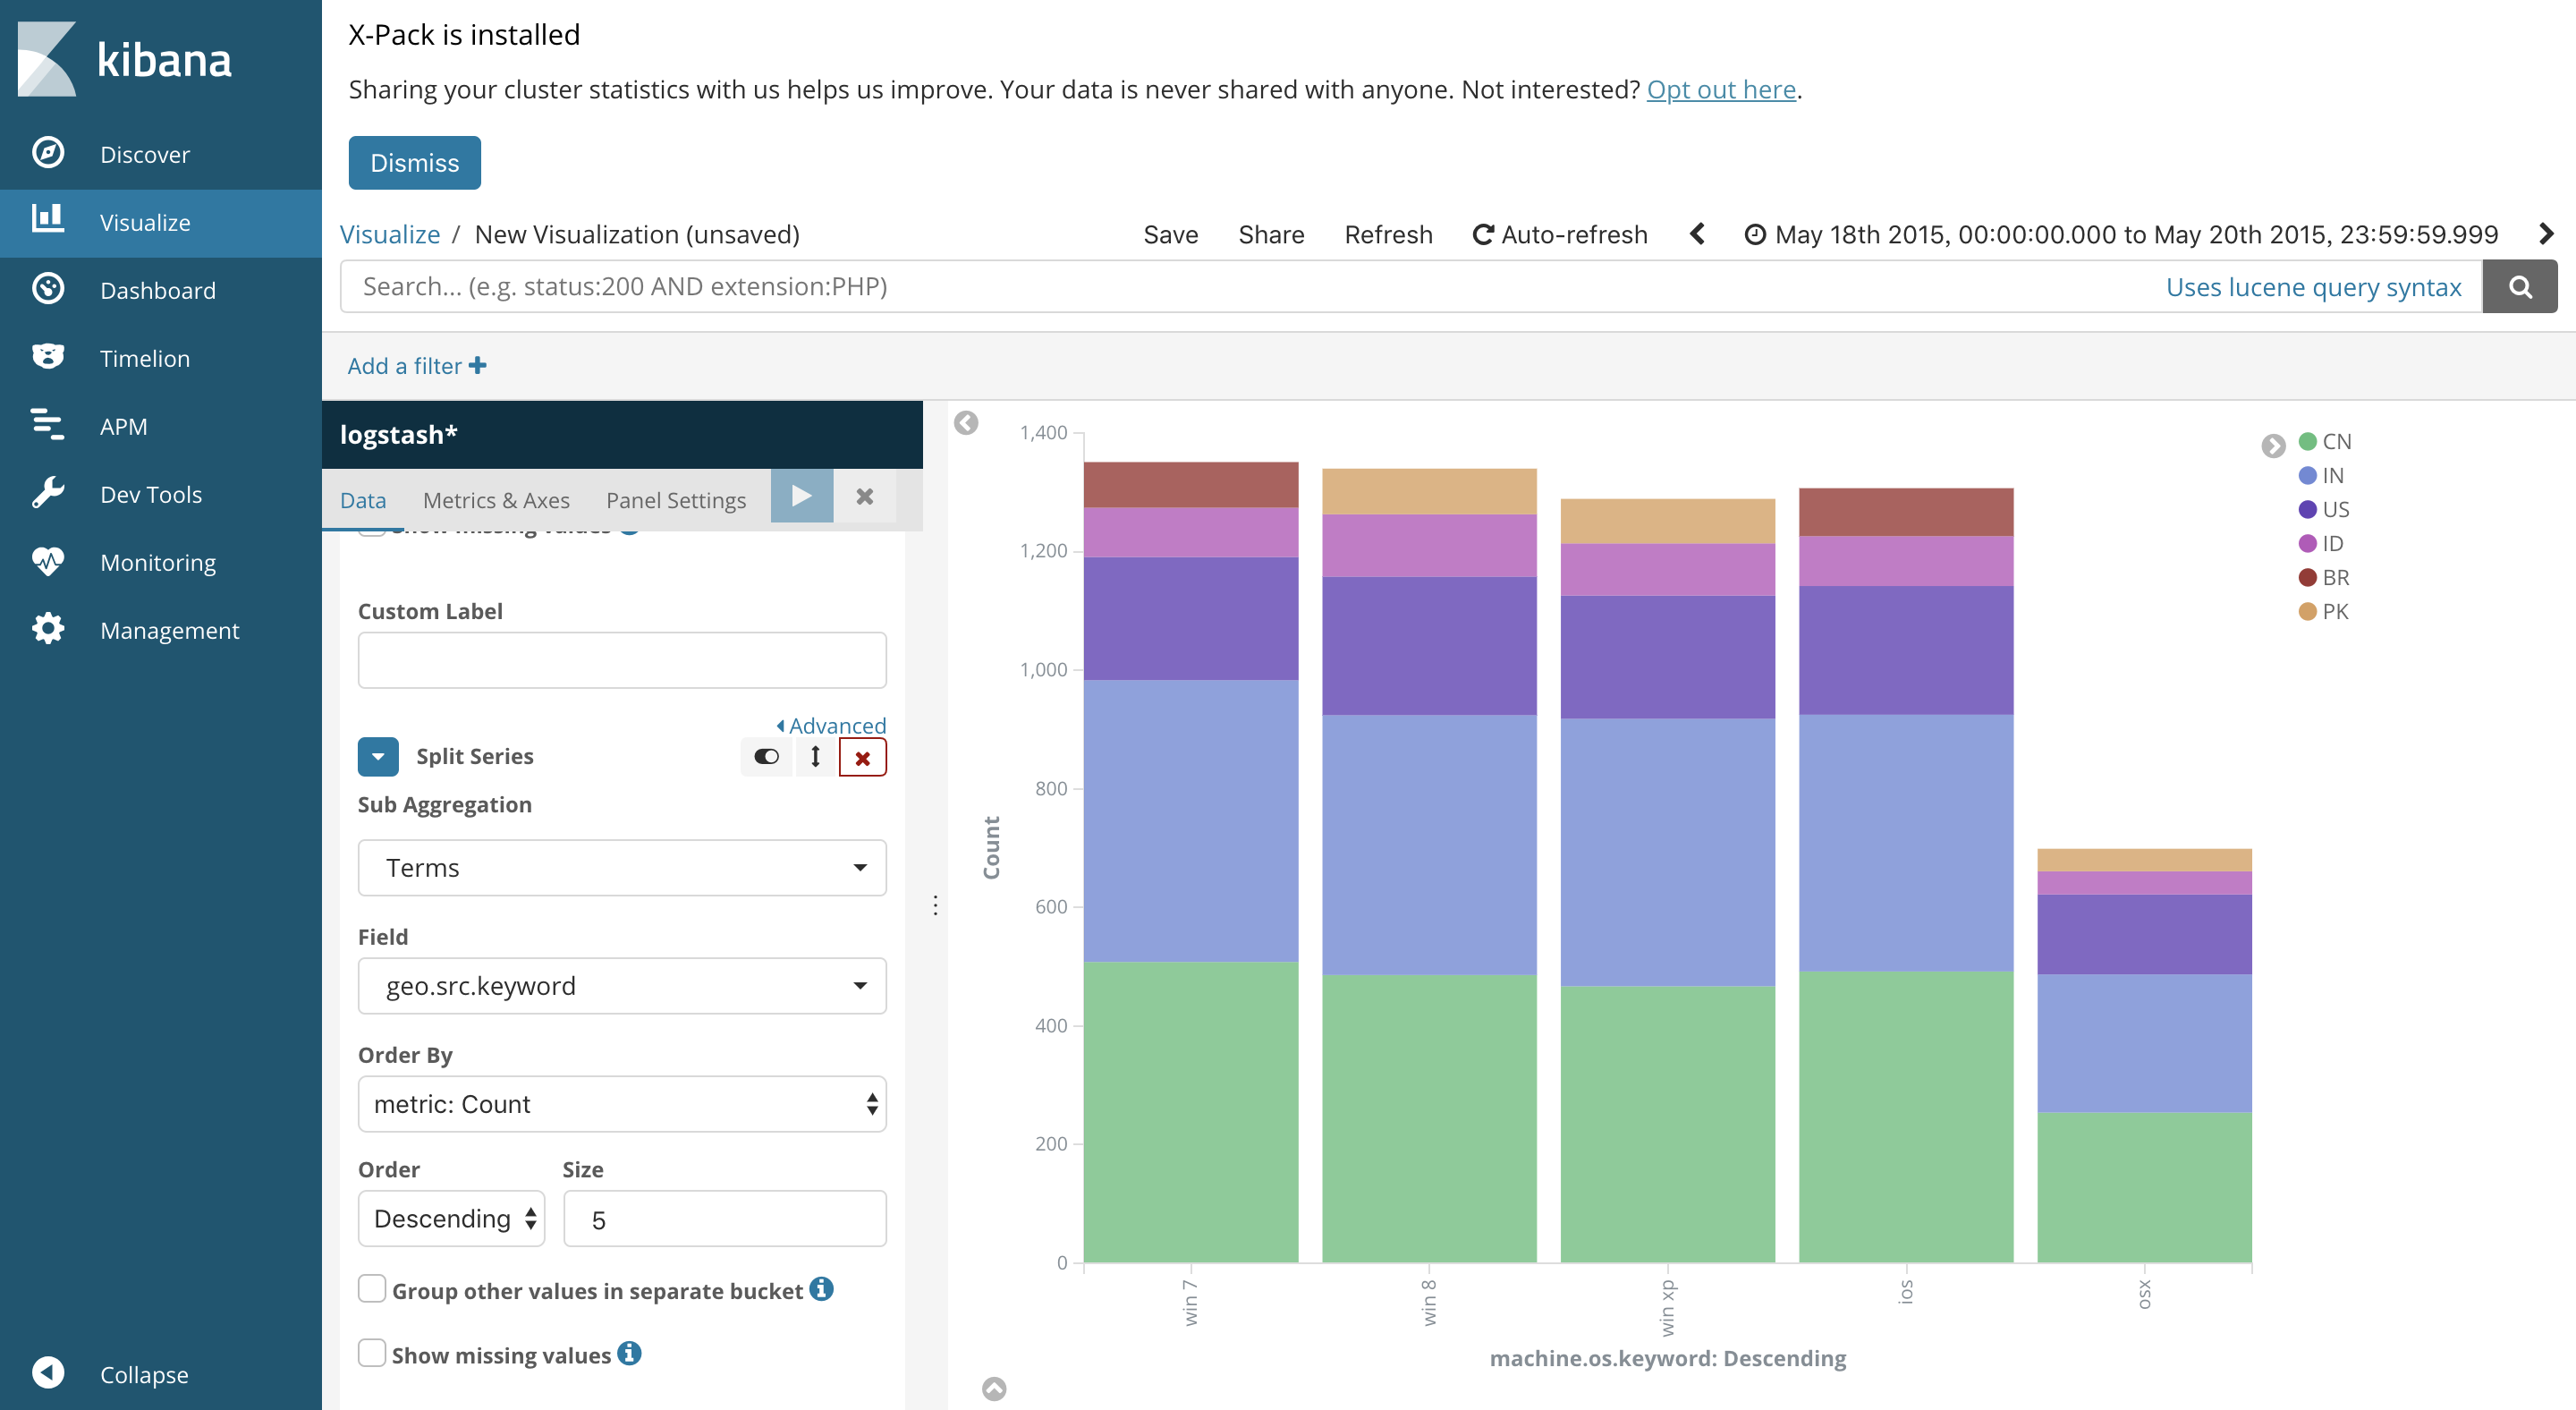 kibana
Discover
Visualize
Dashboard
Timelion
APM
Dev Tools
Monitoring
Management
Collapse
X-Pack is installed
Sharing your cluster statistics with us helps us improve. Your data is never shared with anyone. Not interested? Opt out here.
Dismiss
Visualize / New Visualization (unsaved)
Save Share Refresh Auto-refresh May 18th 2015, 00:00:00.000 to May 20th 2015, 23:59:59.999
Search... (e.g. status:200 AND extension:PHP) Uses lucene query syntax
Add a filter
logstash*
Data Metrics & Axes Panel Settings
Show missing values
Custom Label
Advanced
Split Series
Sub Aggregation
Terms
Field
geo.src.keyword
Order By
metric: Count
Order Size
Descending 5
Group other values in separate bucket
Show missing values
1,400
1,200
1,000
800
600
400
200
0
Count
win 7
win 8
win xp
ios
osx
machine.os.keyword: Descending
CN
IN
US
ID
BR
PK